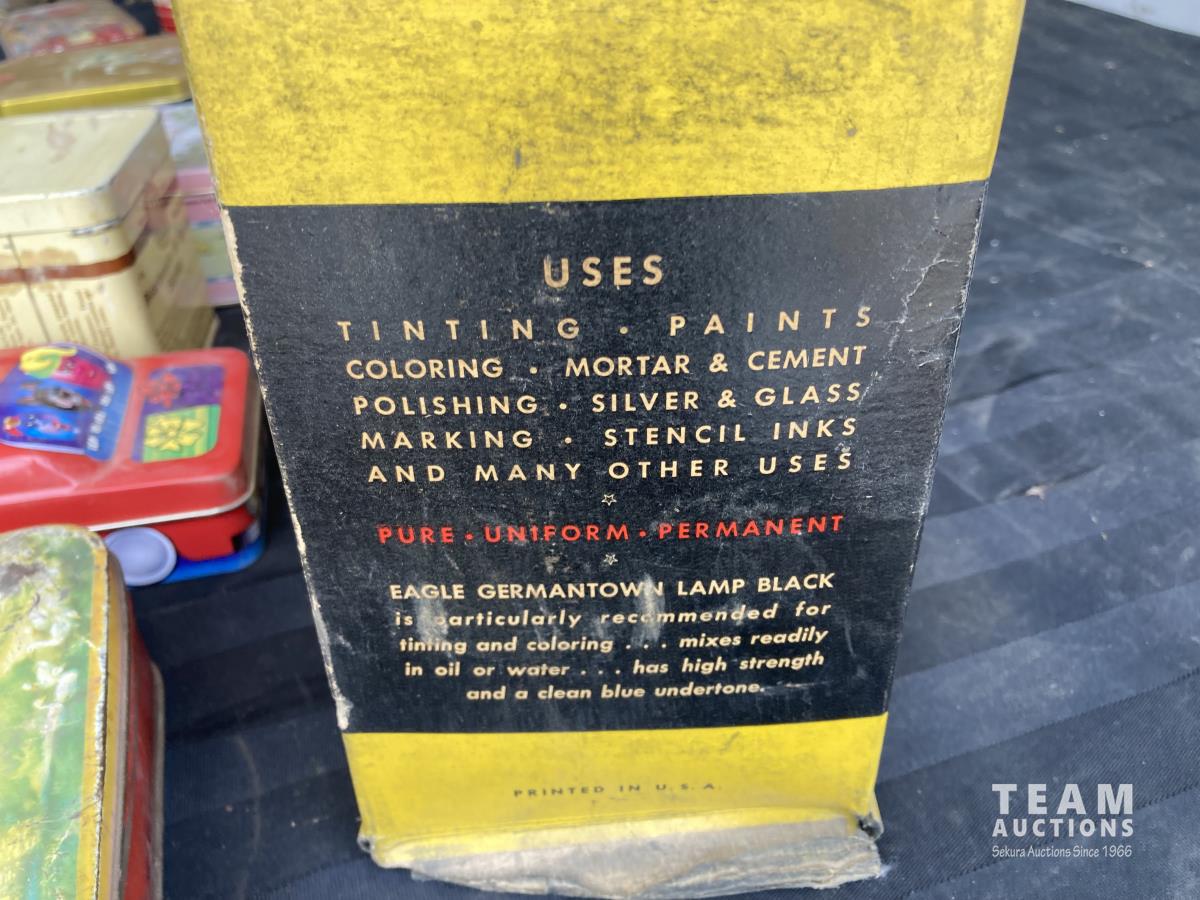 USES
TINTING • PAINTS
COLORING • MORTAR & CEMENT
POLISHING • SILVER & GLASS
MARKING • STENCIL INKS
AND MANY OTHER USES
☆
PURE • UNIFORM • PERMANENT
☆
EAGLE GERMANTOWN LAMP BLACK
is particularly recommended for
tinting and coloring . . . mixes readily
in oil or water . . . has high strength
and a clean blue undertone.
PRINTED IN U.S.A.
TEAM
AUCTIONS
Sekura Auctions Since 1966